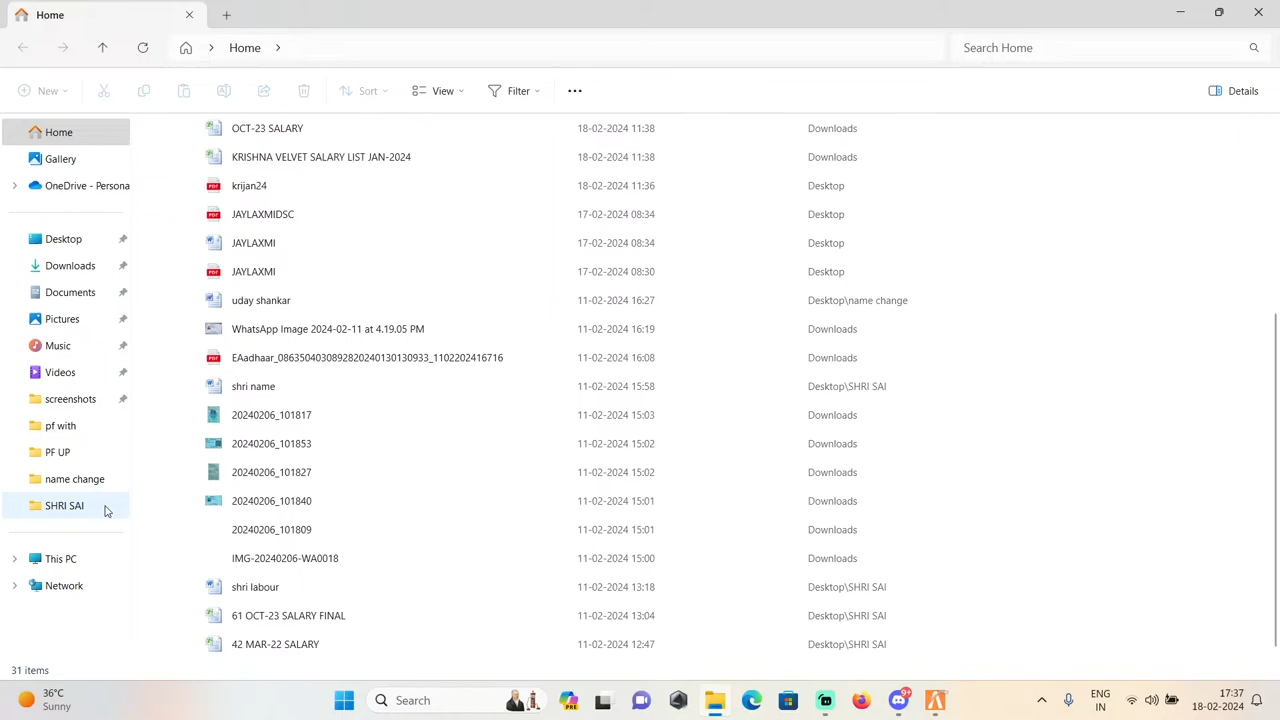 Home
Home
Search Home
New
Sort
View
Filter
Details
Home
Gallery
OneDrive - Persona
Desktop
Downloads
Documents
Pictures
Music
Videos
screenshots
pf with
PF UP
name change
SHRI SAI
This PC
Network
OCT-23 SALARY 18-02-2024 11:38 Downloads
KRISHNA VELVET SALARY LIST JAN-2024 18-02-2024 11:38 Downloads
krijan24 18-02-2024 11:36 Desktop
JAYLAXMIDSC 17-02-2024 08:34 Desktop
JAYLAXMI 17-02-2024 08:34 Desktop
JAYLAXMI 17-02-2024 08:30 Desktop
uday shankar 11-02-2024 16:27 Desktop\name change
WhatsApp Image 2024-02-11 at 4.19.05 PM 11-02-2024 16:19 Downloads
EAadhaar_0863504030892820240130130933_1102202416716 11-02-2024 16:08 Downloads
shri name 11-02-2024 15:58 Desktop\SHRI SAI
20240206_101817 11-02-2024 15:03 Downloads
20240206_101853 11-02-2024 15:02 Downloads
20240206_101827 11-02-2024 15:02 Downloads
20240206_101840 11-02-2024 15:01 Downloads
20240206_101809 11-02-2024 15:01 Downloads
IMG-20240206-WA0018 11-02-2024 15:00 Downloads
shri labour 11-02-2024 13:18 Desktop\SHRI SAI
61 OCT-23 SALARY FINAL 11-02-2024 13:04 Desktop\SHRI SAI
42 MAR-22 SALARY 11-02-2024 12:47 Desktop\SHRI SAI
31 items
36°C
Sunny
Search
PRE
9+
ENG
IN
17:37
18-02-2024